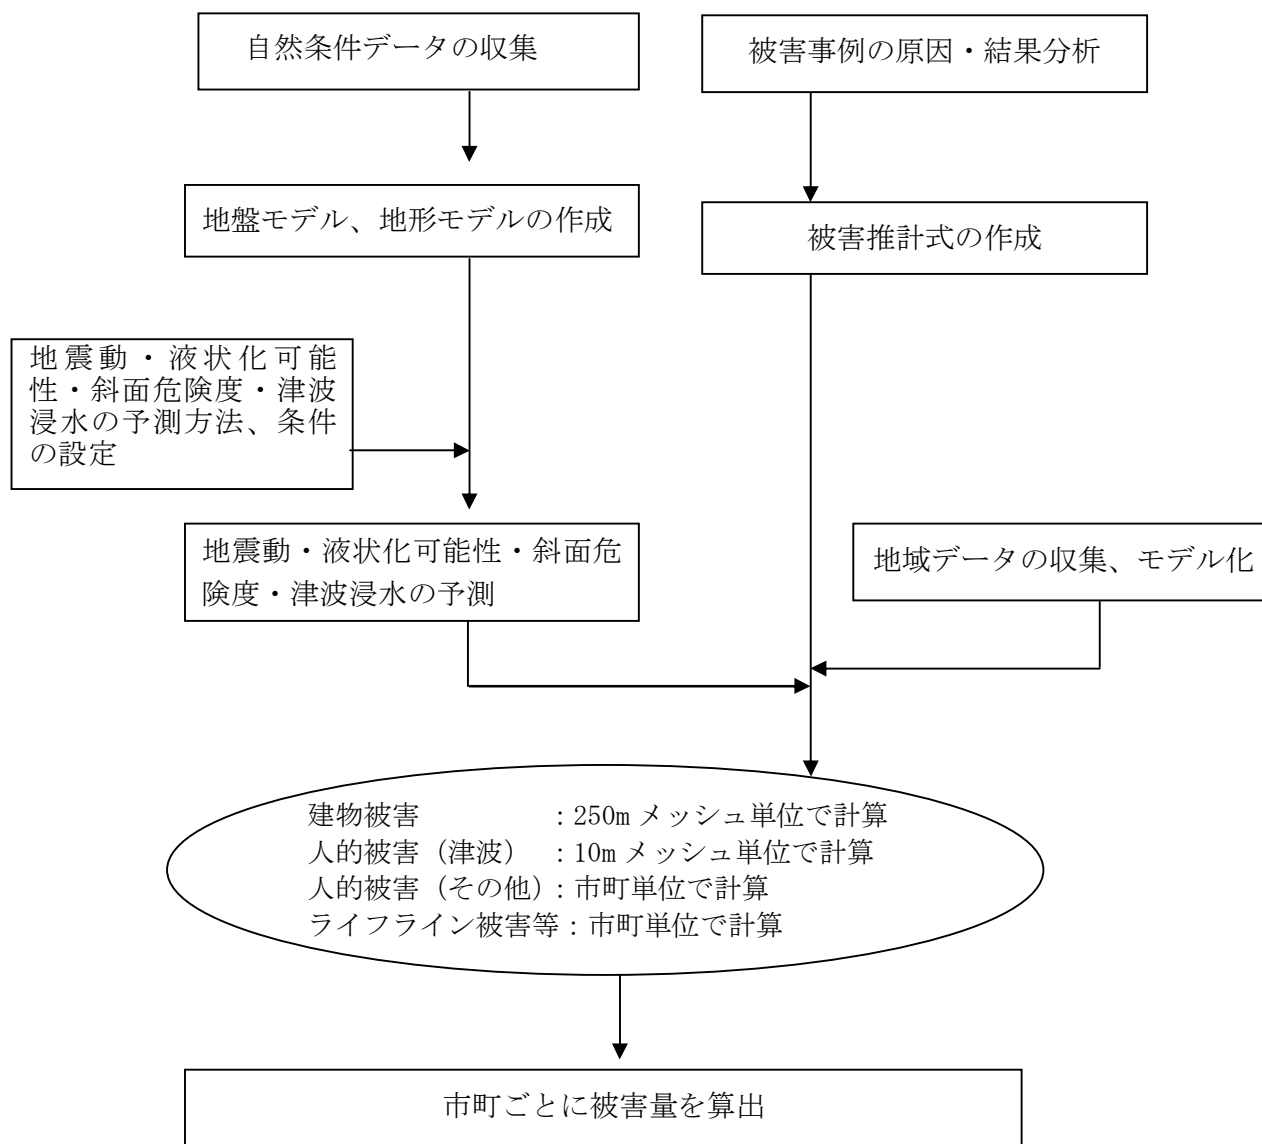 自然条件データの収集
被害事例の原因・結果分析
地盤モデル、地形モデルの作成
被害推計式の作成
地震動・液状化可能
性・斜面危険度・津波
浸水の予測方法、条件
の設定
地震動・液状化可能性・斜面危
険度・津波浸水の予測
地域データの収集、モデル化
建物被害　　　　：250m メッシュ単位で計算
人的被害（津波）　：10m メッシュ単位で計算
人的被害（その他）：市町単位で計算
ライフライン被害等：市町単位で計算
市町ごとに被害量を算出